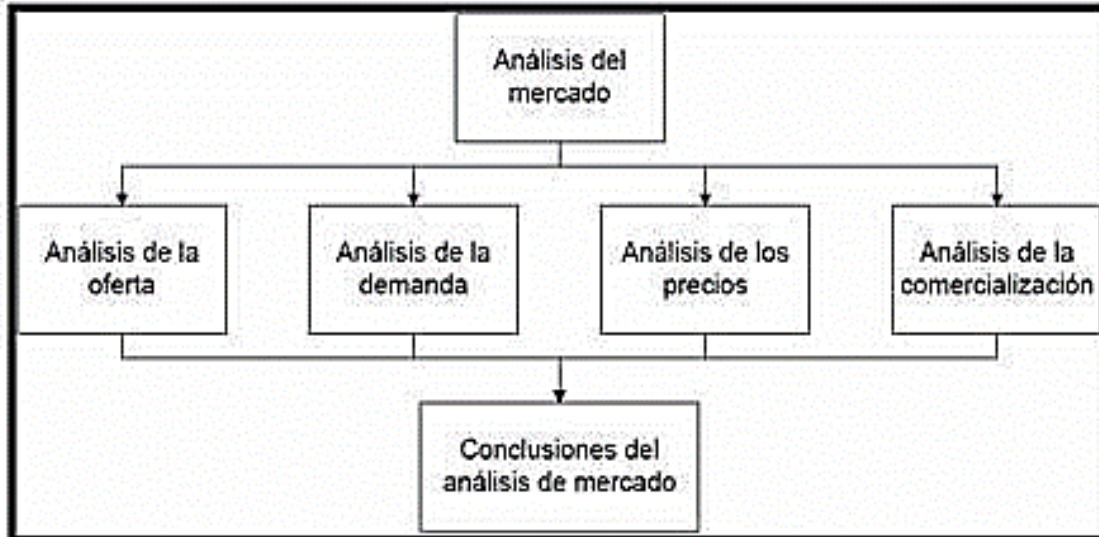 Análisis del
mercado
Análisis de la
oferta
Análisis de la
demanda
Análisis de los
precios
Análisis de la
comercialización
Conclusiones del
análisis de mercado